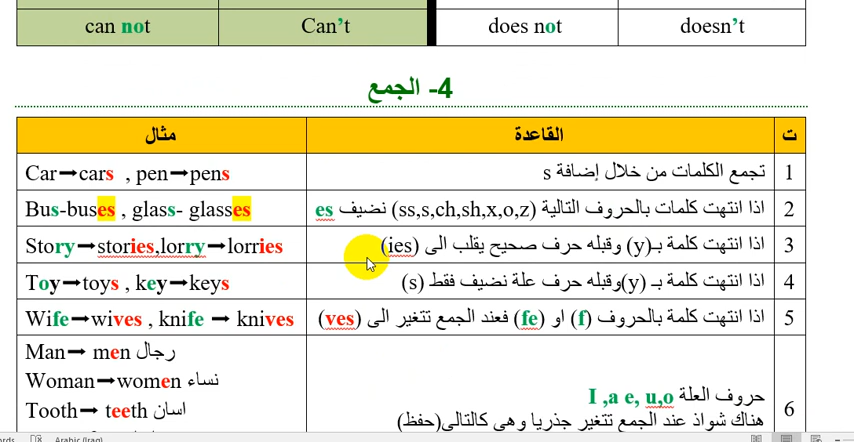 can not Can't does not doesn't
4- الجمع
ت القاعدة مثال
1 تجمع الكلمات من خلال إضافة s Car➞cars , pen➞pens
2 اذا انتهت كلمات بالحروف التالية (ss,s,ch,sh,x,o,z) نضيف es Bus-buses , glass- glasses
3 اذا انتهت كلمة بـ(y) وقبله حرف صحيح يقلب الى (ies) Story➞stories,lorry➞lorries
4 اذا انتهت كلمة بـ (y)وقبله حرف علة نضيف فقط (s) Toy➞toys , key➞keys
5 اذا انتهت كلمة بالحروف (f) او (fe) فعند الجمع تتغير الى (ves) Wife➞wives , knife ➞ knives
6 حروف العلة I ,a e, u,o
هناك شواذ عند الجمع تتغير جذريا وهي كالتالي(حفظ)
Man➞ men رجال
Woman➞women نساء
Tooth➞ teeth اسان
Arabic (Iraq)